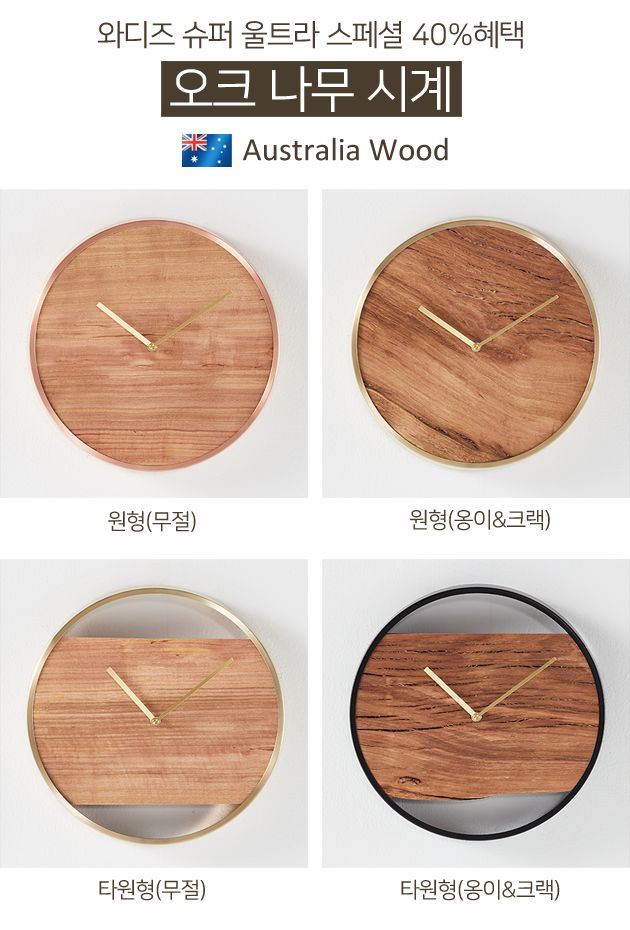 와디즈 슈퍼 울트라 스페셜 40%혜택
오크 나무 시계
Australia Wood
원형(무절)
원형(옹이&크랙)
타원형(무절)
타원형(옹이&크랙)